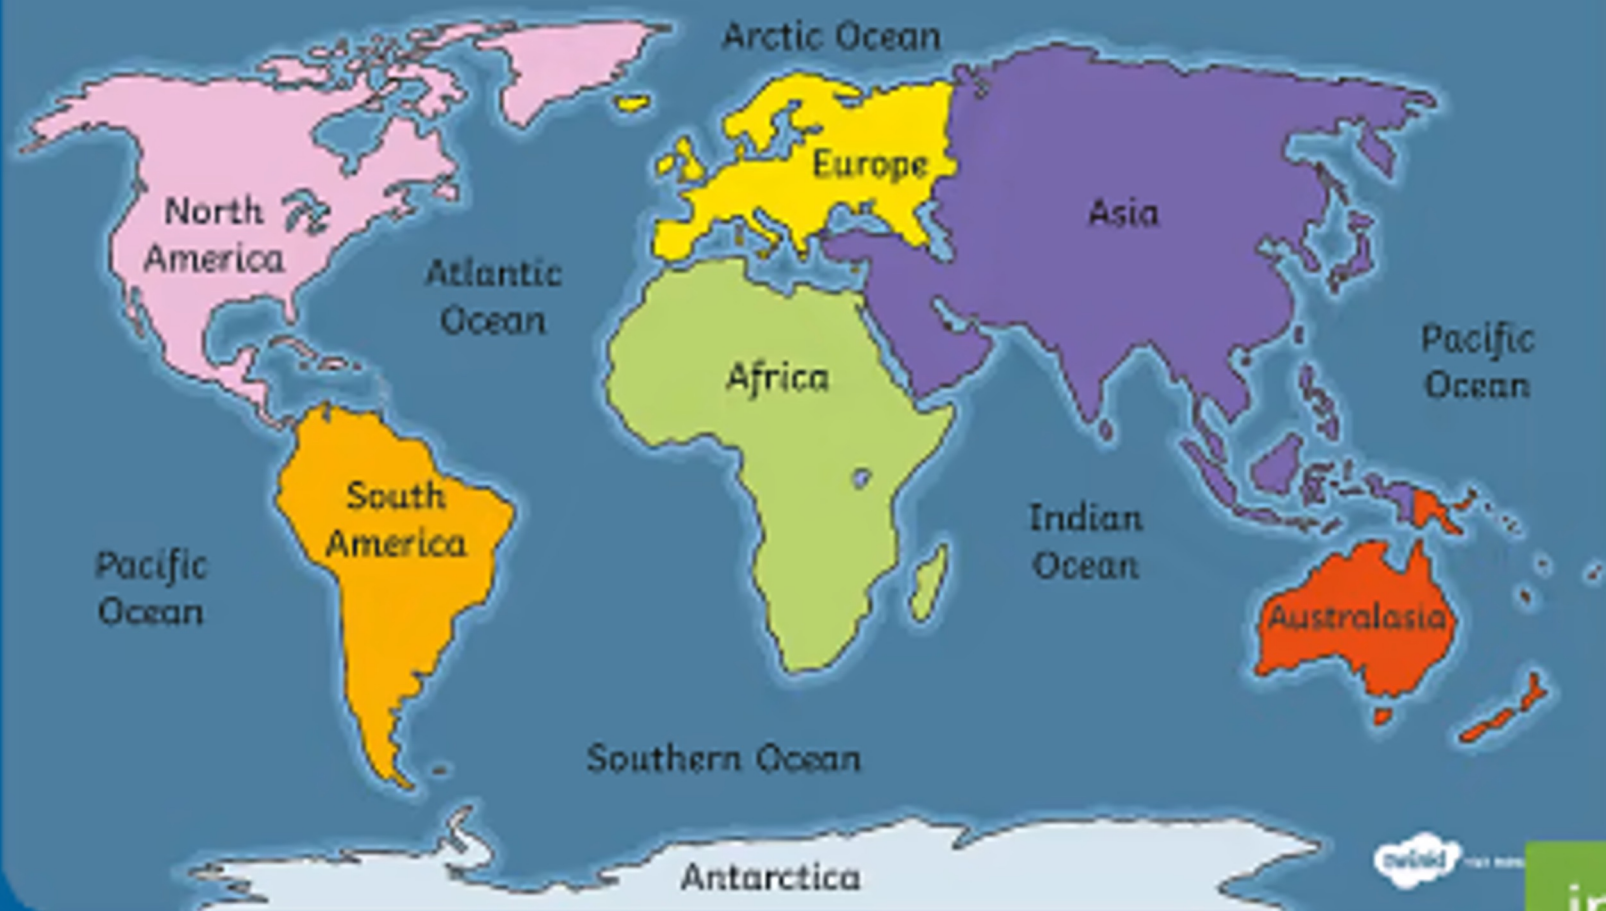 Arctic Ocean
Europe
Asia
North
America
Atlantic
Ocean
Africa
Pacific
Ocean
South
America
Indian
Ocean
Pacific
Ocean
Australasia
Southern Ocean
Antarctica
twinkl